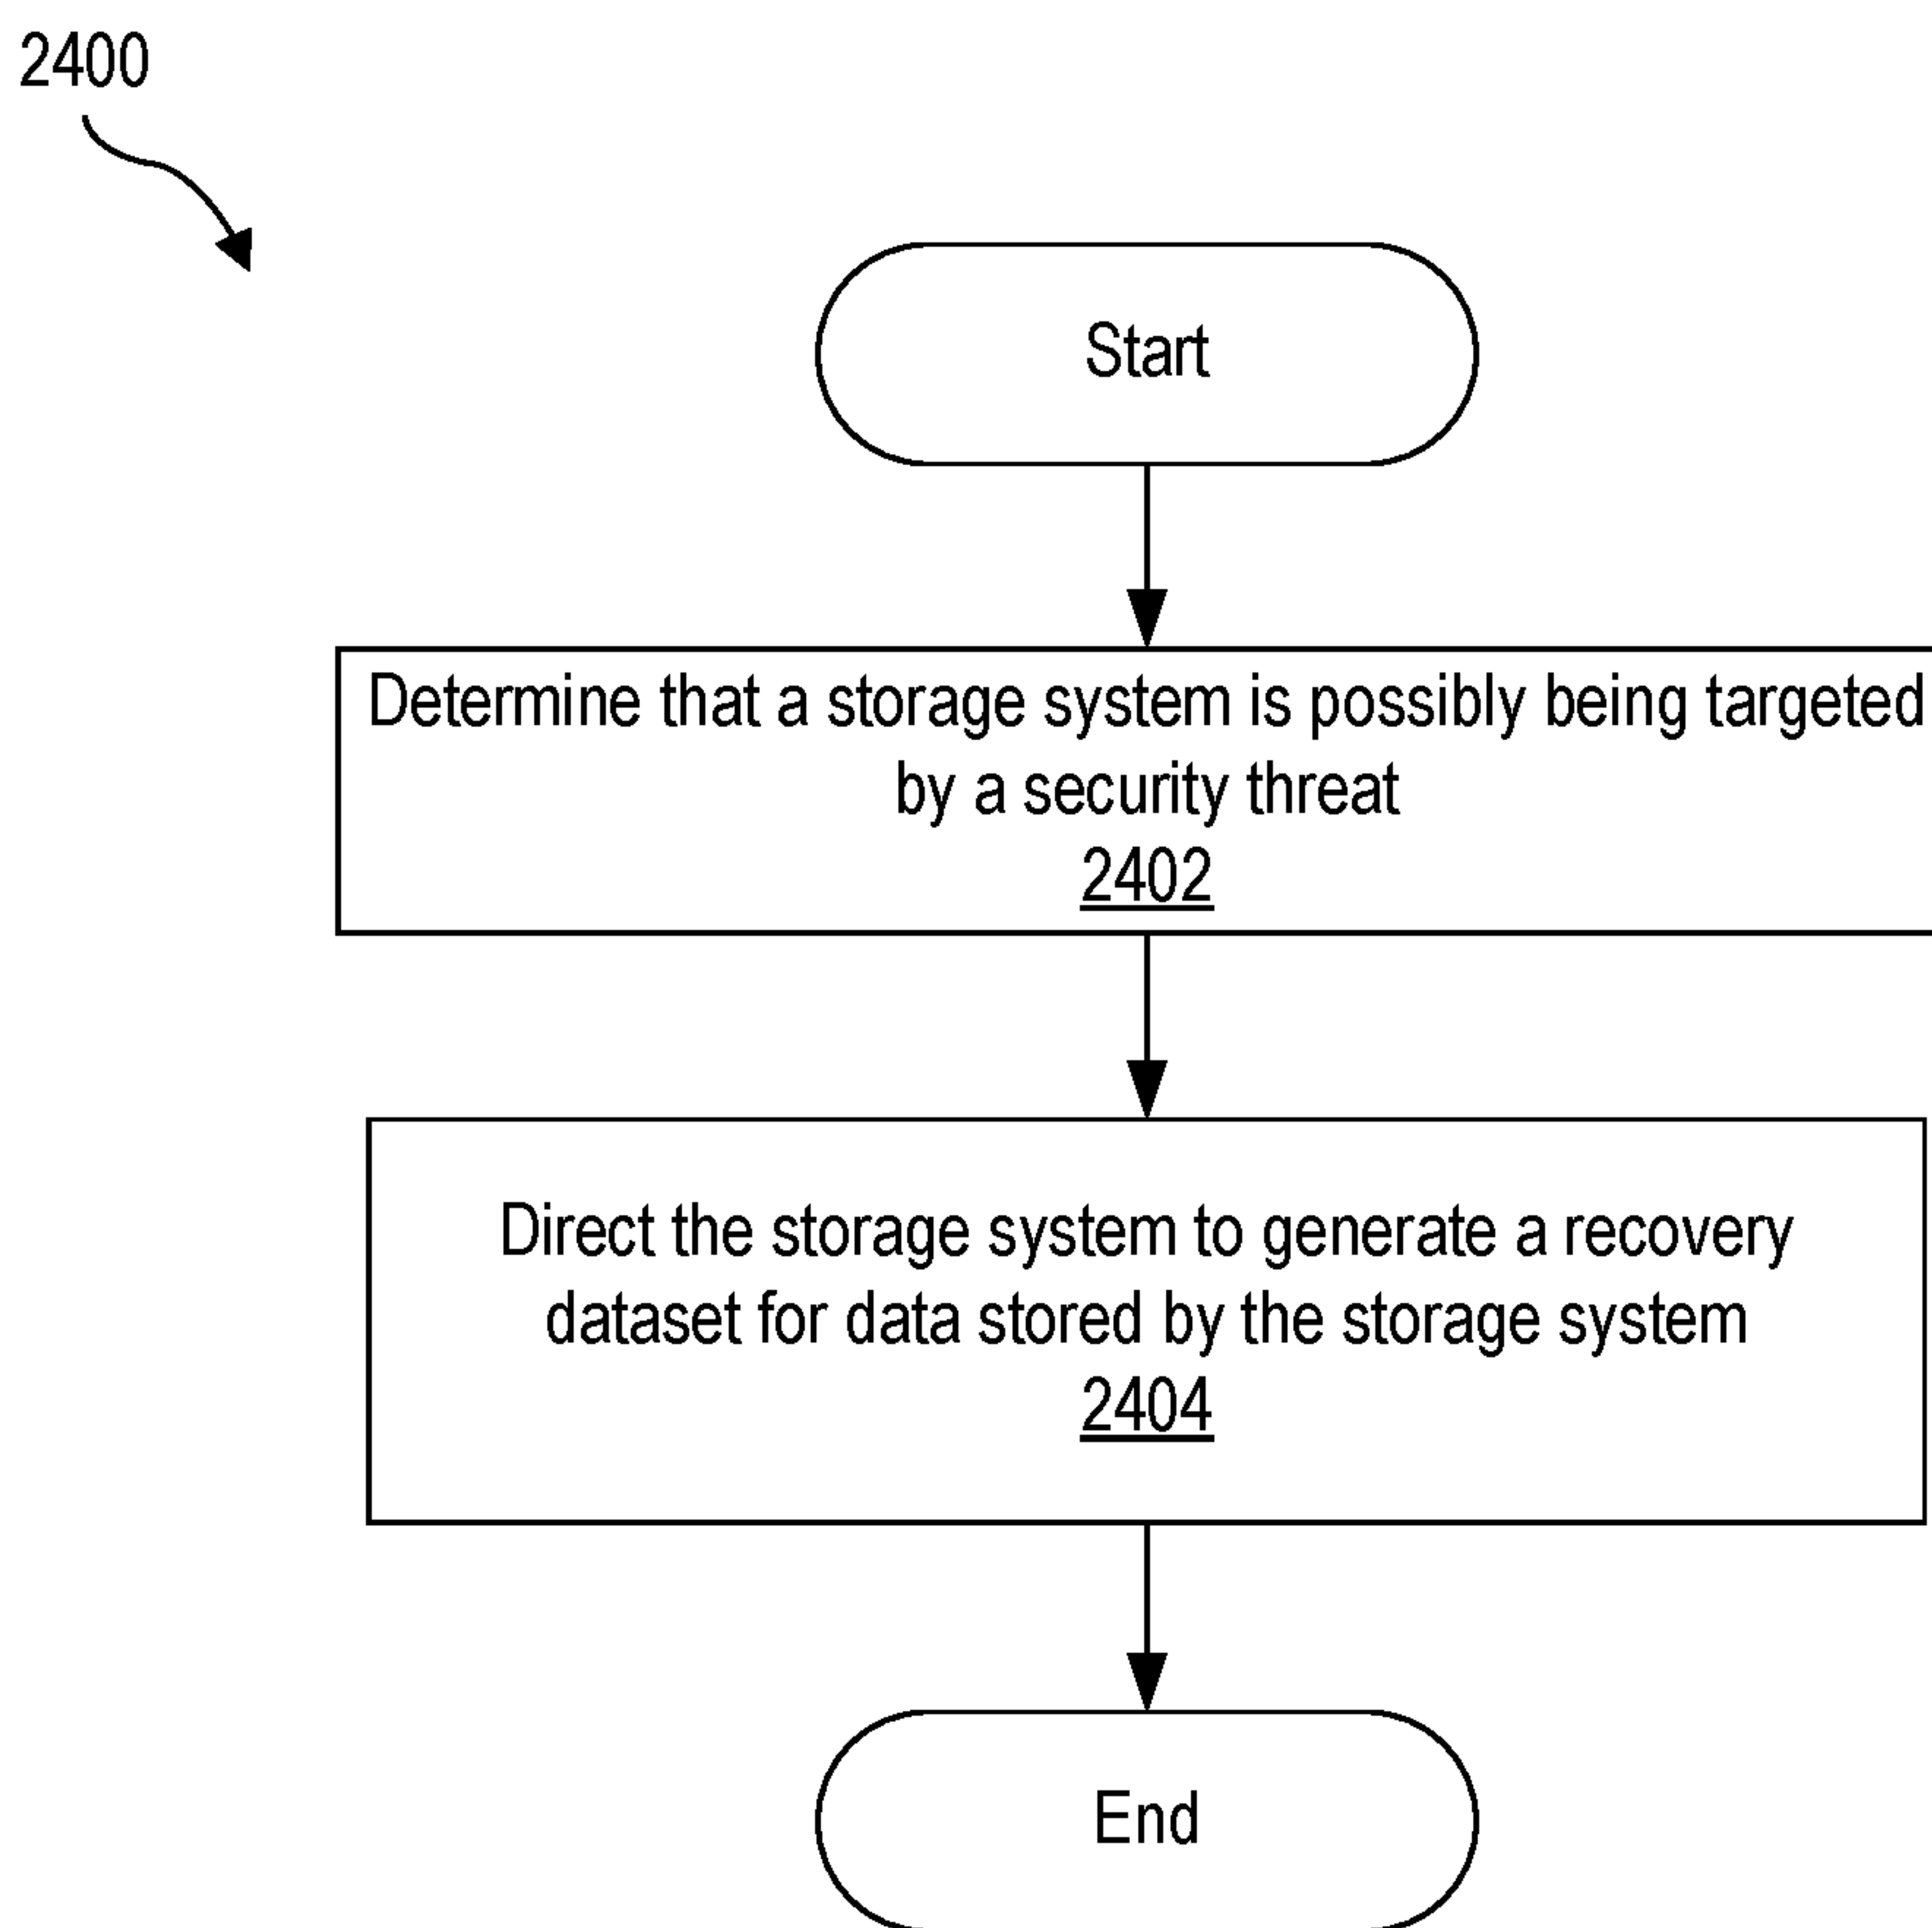 2400
Start
Determine that a storage system is possibly being targeted
by a security threat
2402
Direct the storage system to generate a recovery
dataset for data stored by the storage system
2404
End